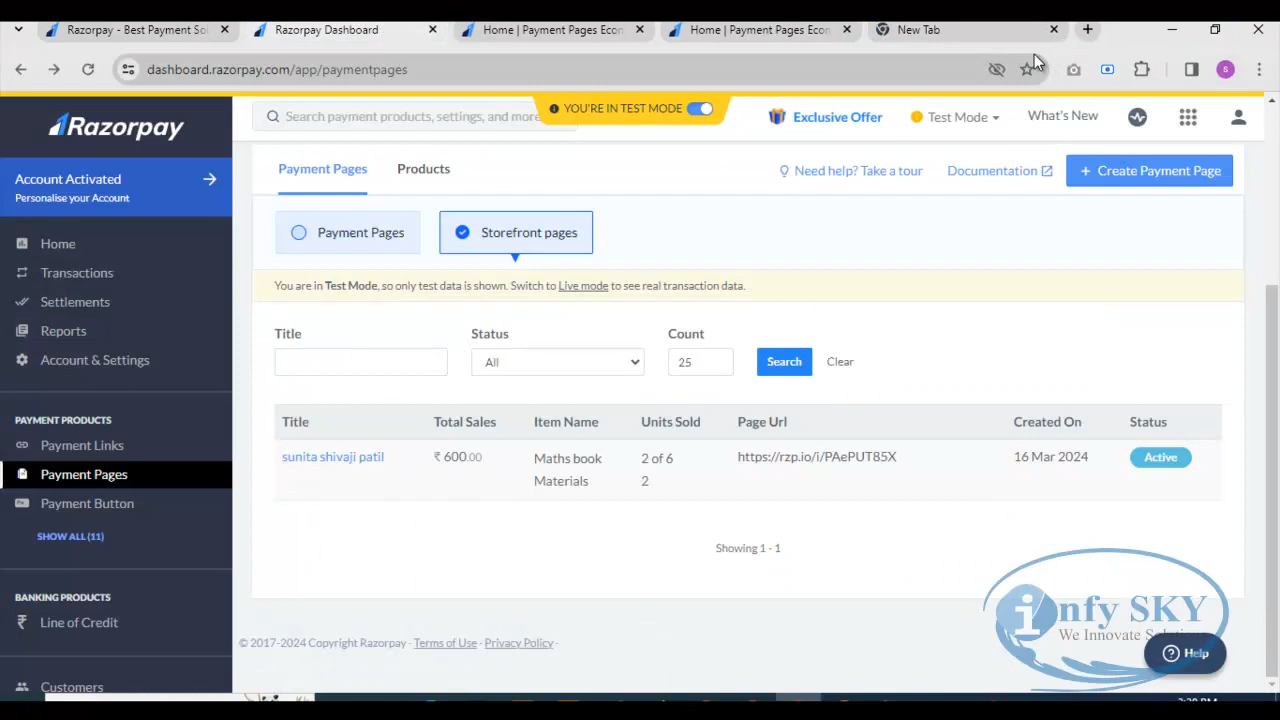 Razorpay - Best Payment So
Razorpay Dashboard
Home | Payment Pages Econ
Home | Payment Pages Econ
New Tab
dashboard.razorpay.com/app/paymentpages
S
Razorpay
Search payment products, settings, and more
YOU'RE IN TEST MODE
Exclusive Offer
Test Mode
What's New
Account Activated
Personalise your Account
Payment Pages
Products
Need help? Take a tour
Documentation
+ Create Payment Page
Payment Pages
Storefront pages
You are in Test Mode, so only test data is shown. Switch to Live mode to see real transaction data.
Home
Transactions
Settlements
Reports
Account & Settings
PAYMENT PRODUCTS
Payment Links
Payment Pages
Payment Button
SHOW ALL (11)
BANKING PRODUCTS
Line of Credit
Customers
Title
Status
Count
All
25
Search
Clear
Title
Total Sales
Item Name
Units Sold
Page Url
Created On
Status
sunita shivaji patil
₹ 600.00
Maths book
2 of 6
https://rzp.io/i/PAePUT85X
16 Mar 2024
Active
Materials
2
Showing 1 - 1
© 2017-2024 Copyright Razorpay · Terms of Use · Privacy Policy ·
infy SKY
We Innovate
Help